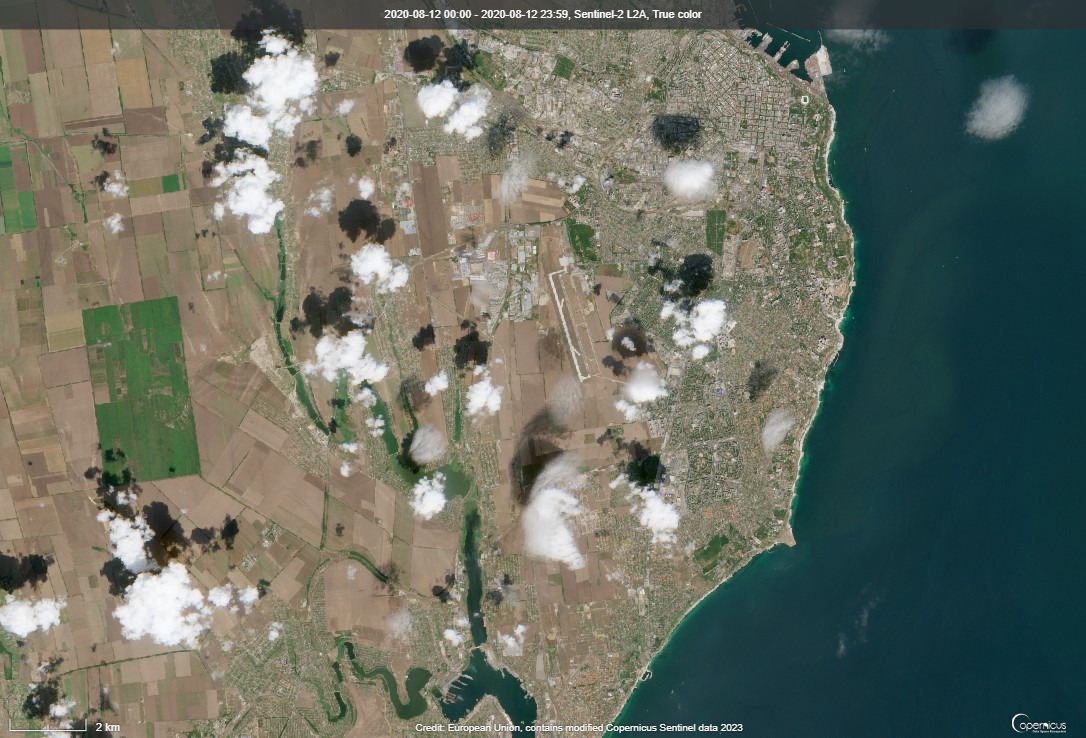 2020-08-12 00:00 - 2020-08-12 23:59, Sentinel-2 L2A, True color
2 km
Credit: European Union, contains modified Copernicus Sentinel data 2023
opernicus